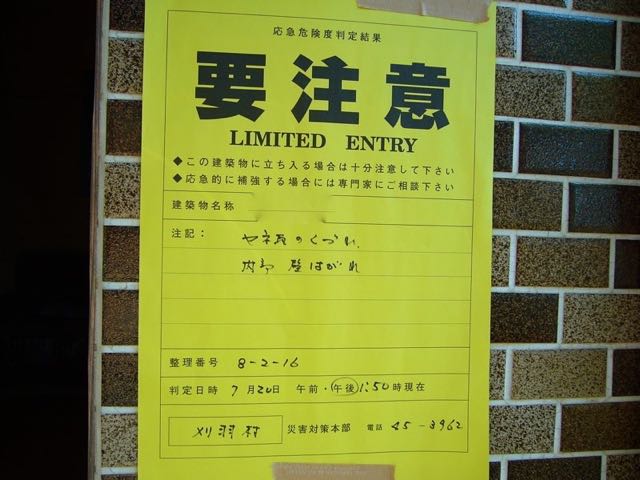 応急危険度判定結果
要注意
LIMITED ENTRY
◆この建築物に立ち入る場合は十分注意して下さい
◆応急的に補強する場合には専門家にご相談下さい
建築物名称
注記： ヤネ瓦のくづれ、
内部 壁はがれ
整理番号 8-2-16
判定日時 7月20日 午前・午後1:50時現在
刈羽村 災害対策本部 電話 45-3962